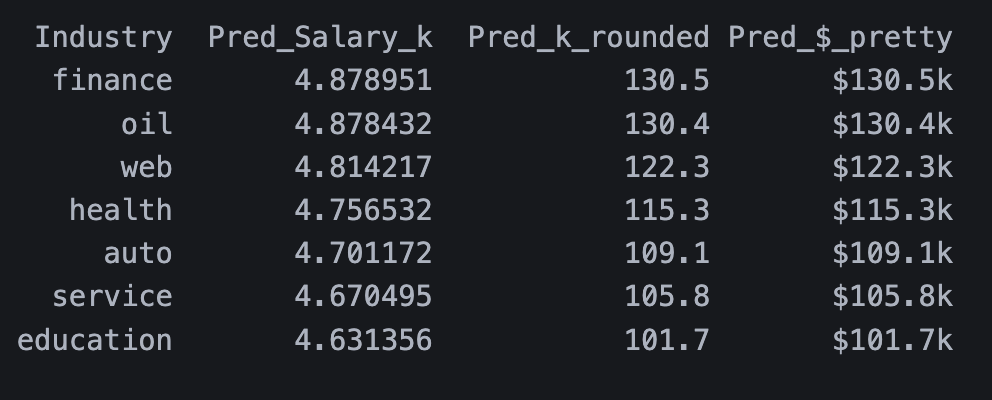 Industry Pred_Salary_k Pred_k_rounded Pred_$_pretty
finance 4.878951 130.5 $130.5k
oil 4.878432 130.4 $130.4k
web 4.814217 122.3 $122.3k
health 4.756532 115.3 $115.3k
auto 4.701172 109.1 $109.1k
service 4.670495 105.8 $105.8k
education 4.631356 101.7 $101.7k